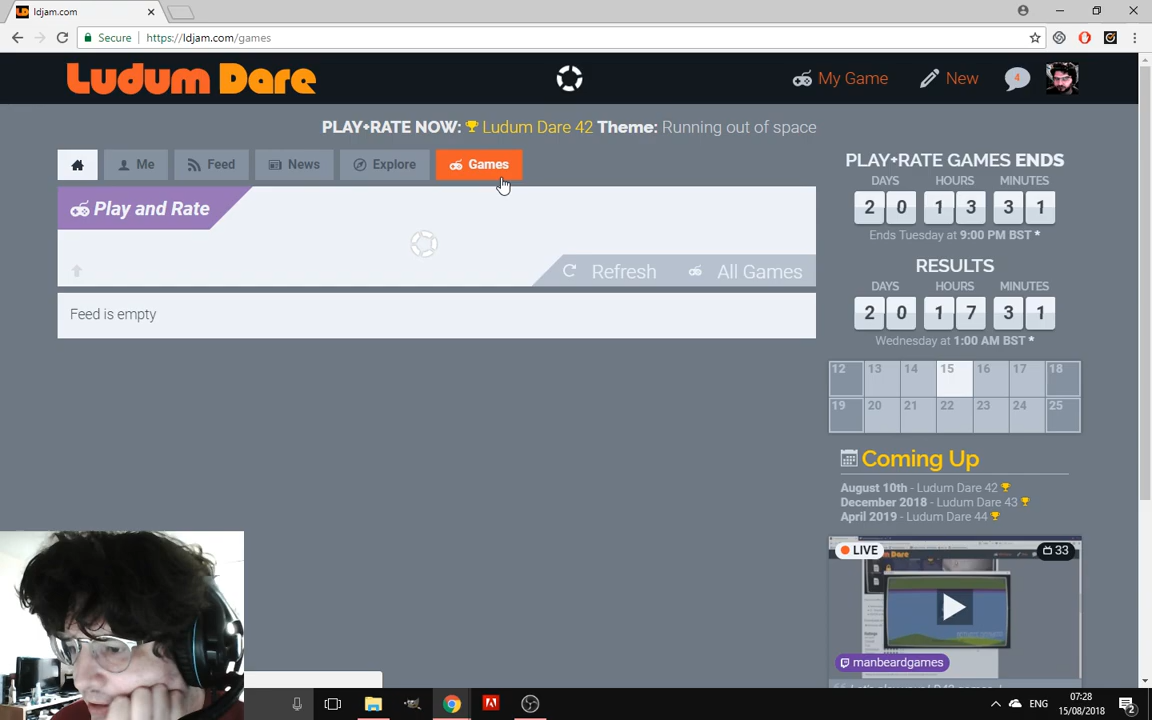 ldjam.com
Secure https://ldjam.com/games
Ludum Dare
My Game
New
4
PLAY+RATE NOW: Ludum Dare 42 Theme: Running out of space
Me
Feed
News
Explore
Games
Play and Rate
Refresh
All Games
Feed is empty
PLAY+RATE GAMES ENDS
DAYS HOURS MINUTES
2 0 1 3 3 1
Ends Tuesday at 9:00 PM BST *
RESULTS
DAYS HOURS MINUTES
2 0 1 7 3 1
Wednesday at 1:00 AM BST *
12 13 14 15 16 17 18
19 20 21 22 23 24 25
Coming Up
August 10th - Ludum Dare 42
December 2018 - Ludum Dare 43
April 2019 - Ludum Dare 44
LIVE
33
manbeardgames
ENG
07:28
15/08/2018
2